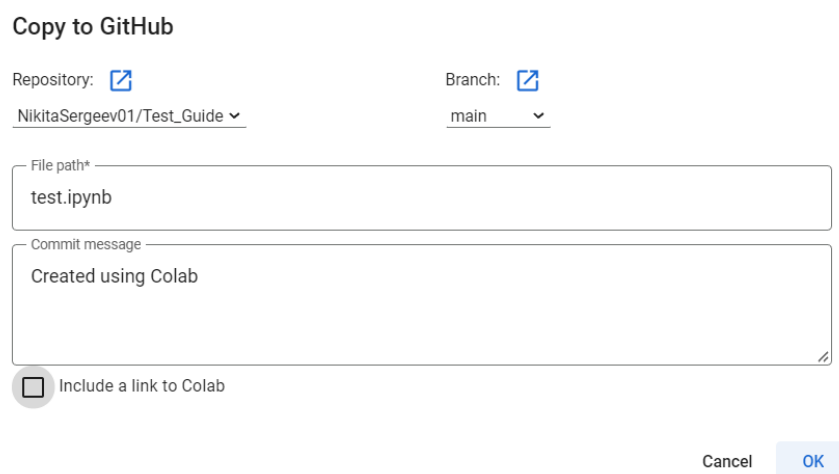 Copy to GitHub
Repository: Branch:
NikitaSergeev01/Test_Guide main
File path*
test.ipynb
Commit message
Created using Colab
Include a link to Colab
Cancel OK